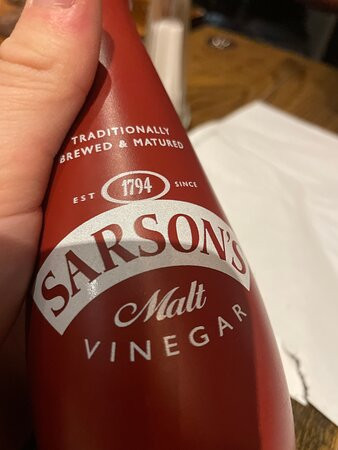 TRADITIONALLY
BREWED & MATURED
EST 1794 SINCE
SARSON'S
Malt
VINEGAR